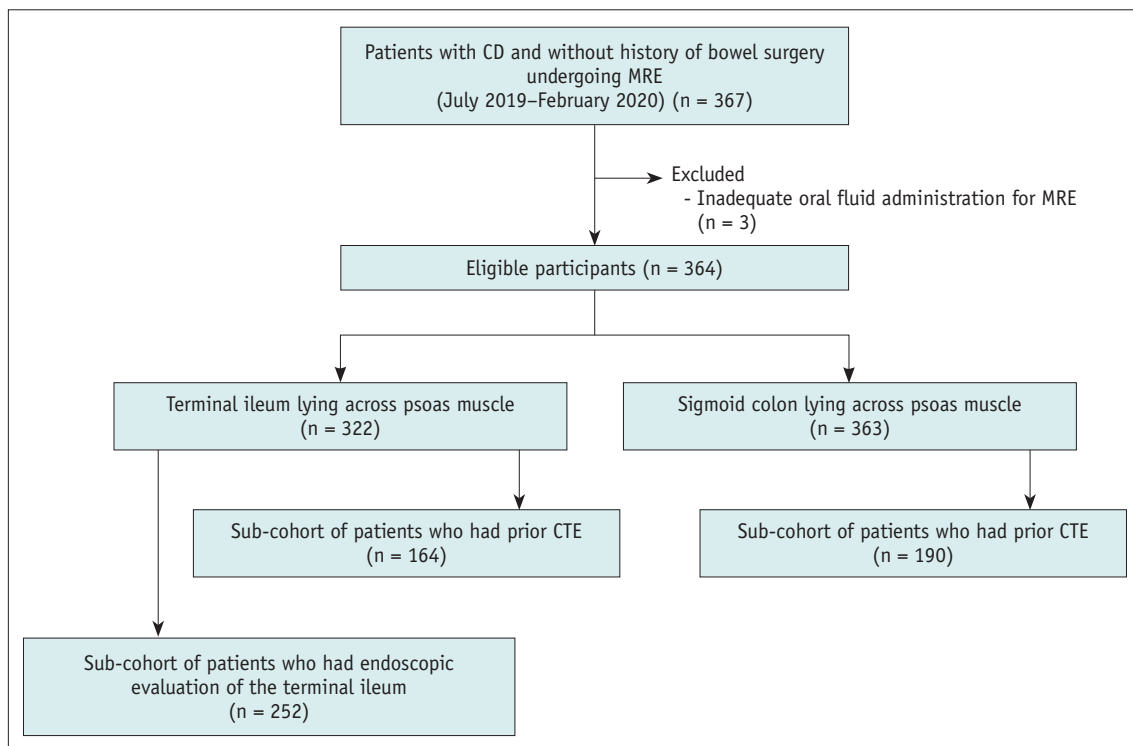 Patients with CD and without history of bowel surgery
undergoing MRE
(July 2019–February 2020) (n = 367)
Excluded
- Inadequate oral fluid administration for MRE
(n = 3)
Eligible participants (n = 364)
Terminal ileum lying across psoas muscle
(n = 322)
Sigmoid colon lying across psoas muscle
(n = 363)
Sub-cohort of patients who had prior CTE
(n = 164)
Sub-cohort of patients who had prior CTE
(n = 190)
Sub-cohort of patients who had endoscopic
evaluation of the terminal ileum
(n = 252)